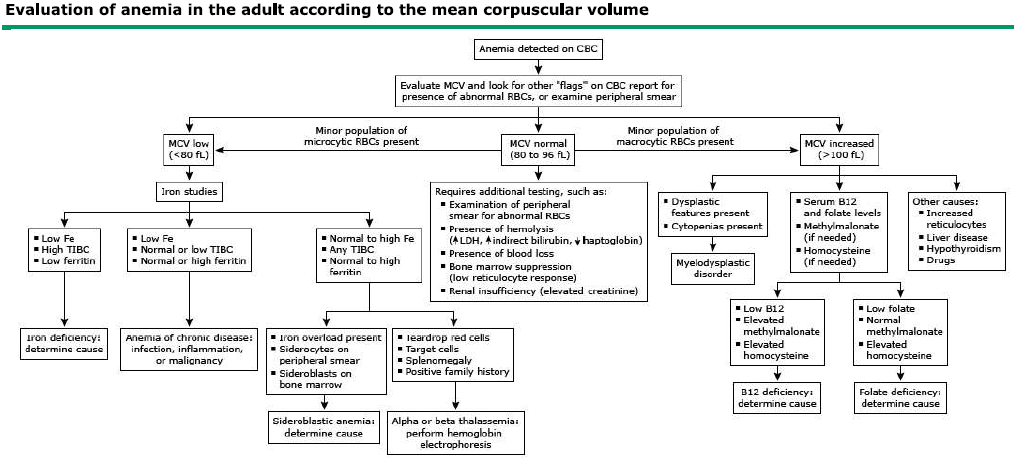 Evaluation of anemia in the adult according to the mean corpuscular volume
Anemia detected on CBC
Evaluate MCV and look for other "flags" on CBC report for
presence of abnormal RBCs, or examine peripheral smear
MCV low
(<80 fL)
Minor population of
microcytic RBCs present
MCV normal
(80 to 96 fL)
Minor population of
macrocytic RBCs present
MCV increased
(>100 fL)
Iron studies
▪ Low Fe
▪ High TIBC
▪ Low ferritin
▪ Low Fe
▪ Normal or low TIBC
▪ Normal or high ferritin
▪ Normal to high Fe
▪ Any TIBC
▪ Normal to high
ferritin
Requires additional testing, such as:
▪ Examination of peripheral
smear for abnormal RBCs
▪ Presence of hemolysis
(↑LDH, ↑indirect bilirubin, ↓haptoglobin)
▪ Presence of blood loss
▪ Bone marrow suppression
(low reticulocyte response)
▪ Renal insufficiency (elevated creatinine)
▪ Dysplastic
features present
▪ Cytopenias present
▪ Serum B12
and folate levels
▪ Methylmalonate
(if needed)
▪ Homocysteine
(if needed)
Other causes:
▪ Increased
reticulocytes
▪ Liver disease
▪ Hypothyroidism
▪ Drugs
Myelodysplastic
disorder
Iron deficiency:
determine cause
Anemia of chronic disease:
infection, inflammation,
or malignancy
▪ Iron overload present
▪ Siderocytes on
peripheral smear
▪ Sideroblasts on
bone marrow
▪ Teardrop red cells
▪ Target cells
▪ Splenomegaly
▪ Positive family history
▪ Low B12
▪ Elevated
methylmalonate
▪ Elevated
homocysteine
▪ Low folate
▪ Normal
methylmalonate
▪ Elevated
homocysteine
Sideroblastic anemia:
determine cause
Alpha or beta thalassemia:
perform hemoglobin
electrophoresis
B12 deficiency:
determine cause
Folate deficiency:
determine cause